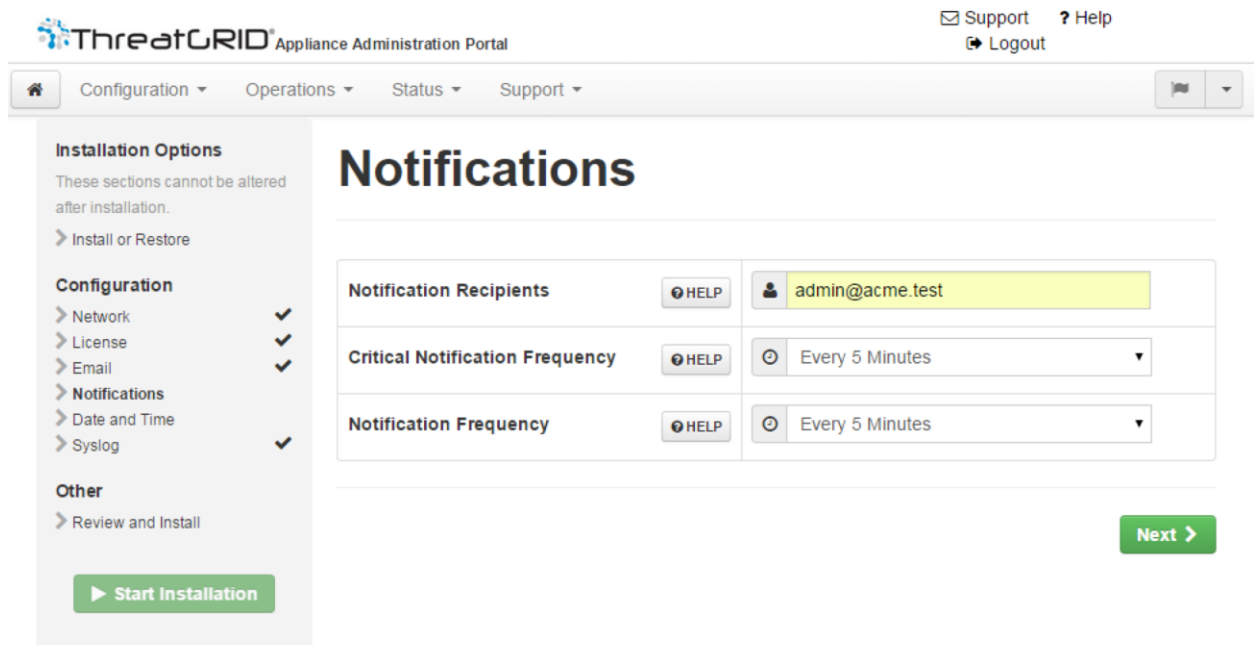 ThreatGRID® Appliance Administration Portal
Support ? Help
Logout
Configuration Operations Status Support
Installation Options
These sections cannot be altered
after installation.
Install or Restore
Configuration
Network
License
Email
Notifications
Date and Time
Syslog
Other
Review and Install
Start Installation
Notifications
Notification Recipients HELP admin@acme.test
Critical Notification Frequency HELP Every 5 Minutes
Notification Frequency HELP Every 5 Minutes
Next